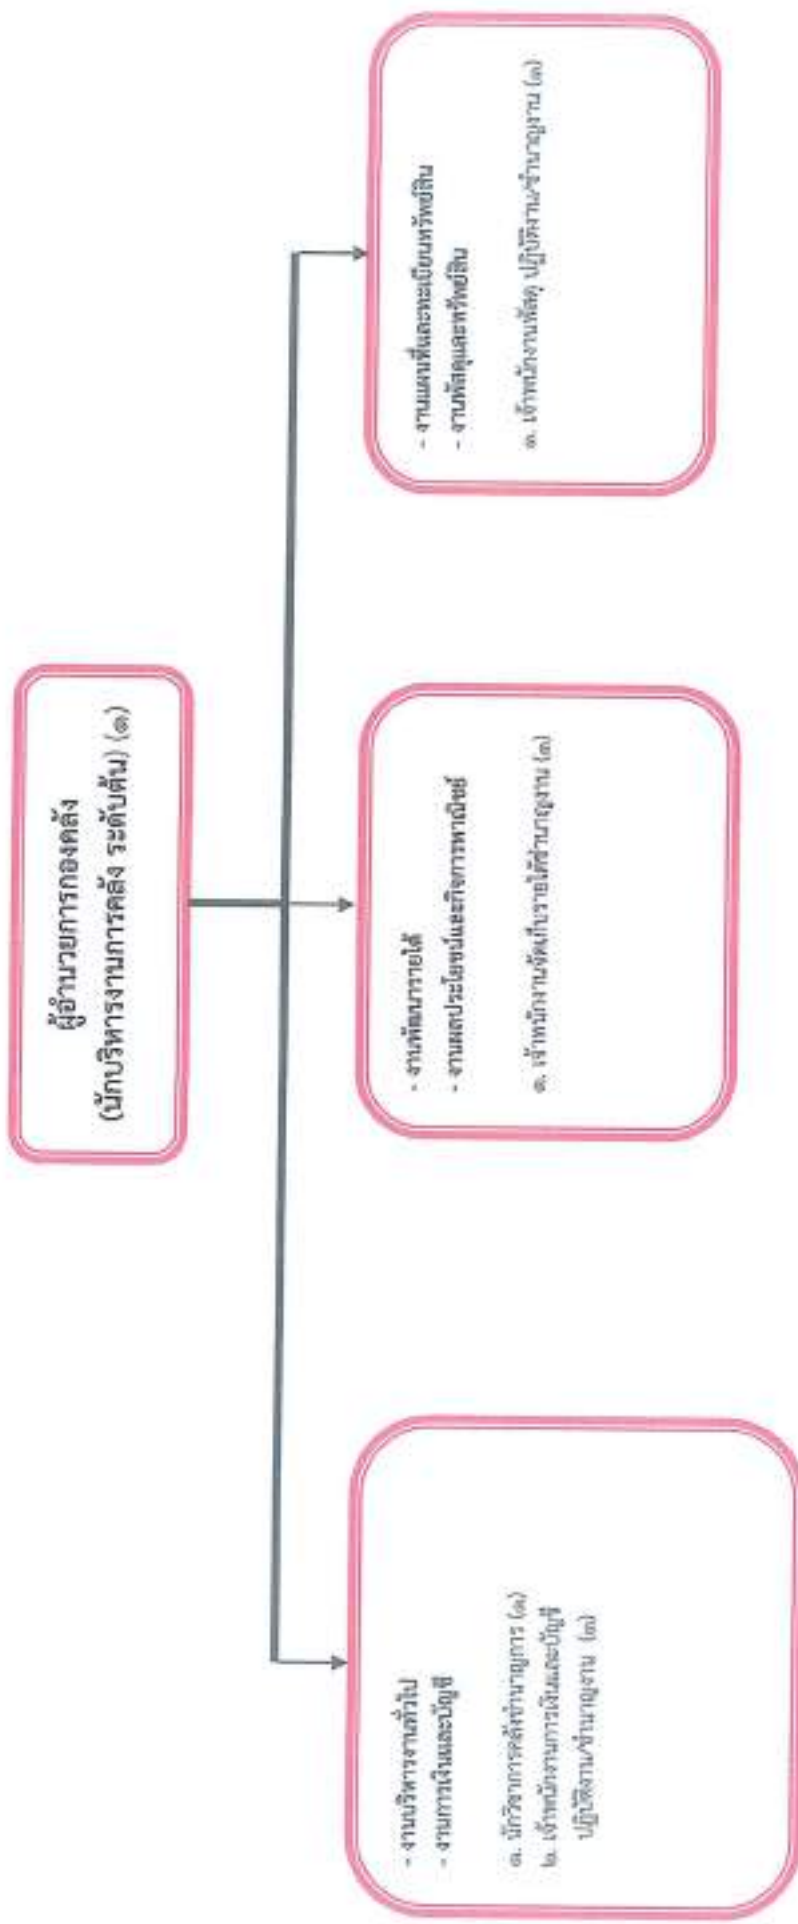 ผู้อำนวยการกองคลัง
(นักบริหารงานการคลัง ระดับต้น) (๑)
- งานบริหารงานทั่วไป
- งานการเงินและบัญชี
๑. นักวิชาการคลังชำนาญการ (๑)
๒. เจ้าพนักงานการเงินและบัญชี
ปฏิบัติงาน/ชำนาญงาน (๑)
- งานพัฒนารายได้
- งานผลประโยชน์และกิจการพาณิชย์
๑. เจ้าพนักงานจัดเก็บรายได้ชำนาญงาน (๑)
- งานแผนที่และทะเบียนทรัพย์สิน
- งานพัสดุและทรัพย์สิน
๑. เจ้าพนักงานพัสดุ ปฏิบัติงาน/ชำนาญงาน (๑)